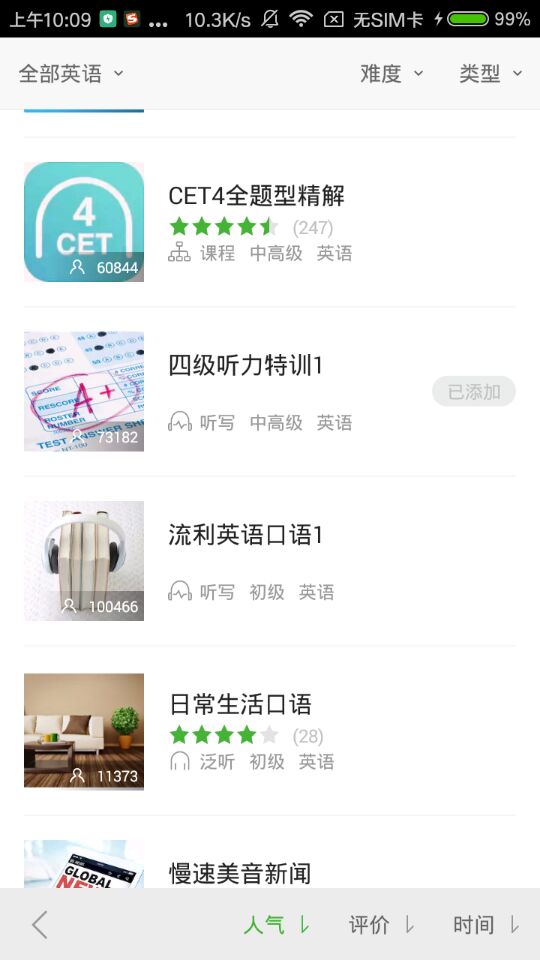 上午10:09
... 10.3K/s 无SIM卡 99%
全部英语 难度 类型
4
CET
60844
CET4全题型精解
(247)
课程 中高级 英语
SCORE
RESCORE
ROSTER
NUMBER
A+
TEST ANSWER SHE
NT-100
73182
四级听力特训1
已添加
听写 中高级 英语
100466
流利英语口语1
听写 初级 英语
11373
日常生活口语
(28)
泛听 初级 英语
GLOBAL
慢速美音新闻
人气 评价 时间